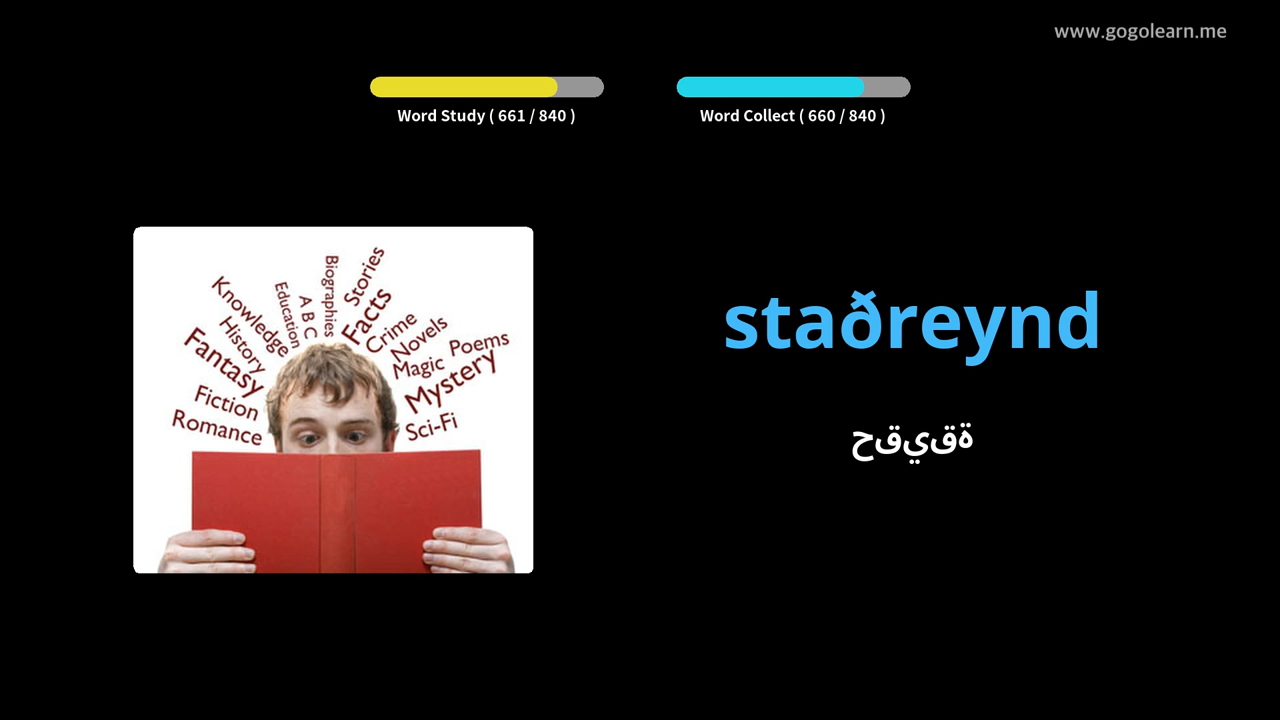 www.gogolearn.me
Word Study ( 661 / 840 )
Word Collect ( 660 / 840 )
Biographies
Stories
Education
A B C
Facts
Knowledge
Crime
History
Novels
Poems
Fantasy
Magic
Mystery
Fiction
Romance
Sci-Fi
staðreynd
ةقيقح